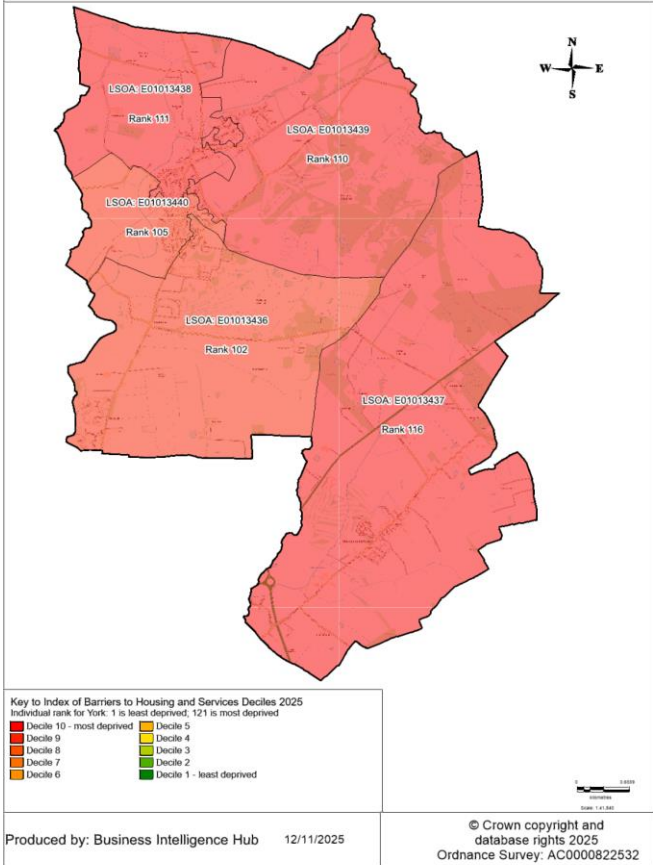 N
W E
S
LSOA: E01013438
Rank 111
LSOA: E01013439
Rank 110
LSOA: E01013440
Rank 105
LSOA: E01013436
Rank 102
LSOA: E01013437
Rank 116
Key to Index of Barriers to Housing and Services Deciles 2025
Individual rank for York: 1 is least deprived; 121 is most deprived
Decile 10 - most deprived
Decile 9
Decile 8
Decile 7
Decile 6
Decile 5
Decile 4
Decile 3
Decile 2
Decile 1 - least deprived
Produced by: Business Intelligence Hub 12/11/2025
© Crown copyright and
database rights 2025
Ordnance Survey: AC0000822532